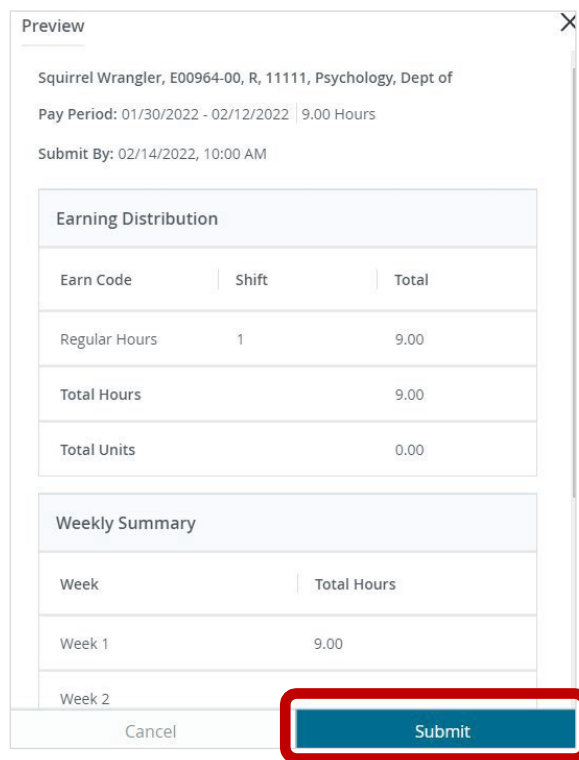 Preview
Squirrel Wrangler, E00964-00, R, 11111, Psychology, Dept of
Pay Period: 01/30/2022 - 02/12/2022 9.00 Hours
Submit By: 02/14/2022, 10:00 AM
Earning Distribution
Earn Code Shift Total
Regular Hours 1 9.00
Total Hours 9.00
Total Units 0.00
Weekly Summary
Week Total Hours
Week 1 9.00
Week 2
Cancel Submit